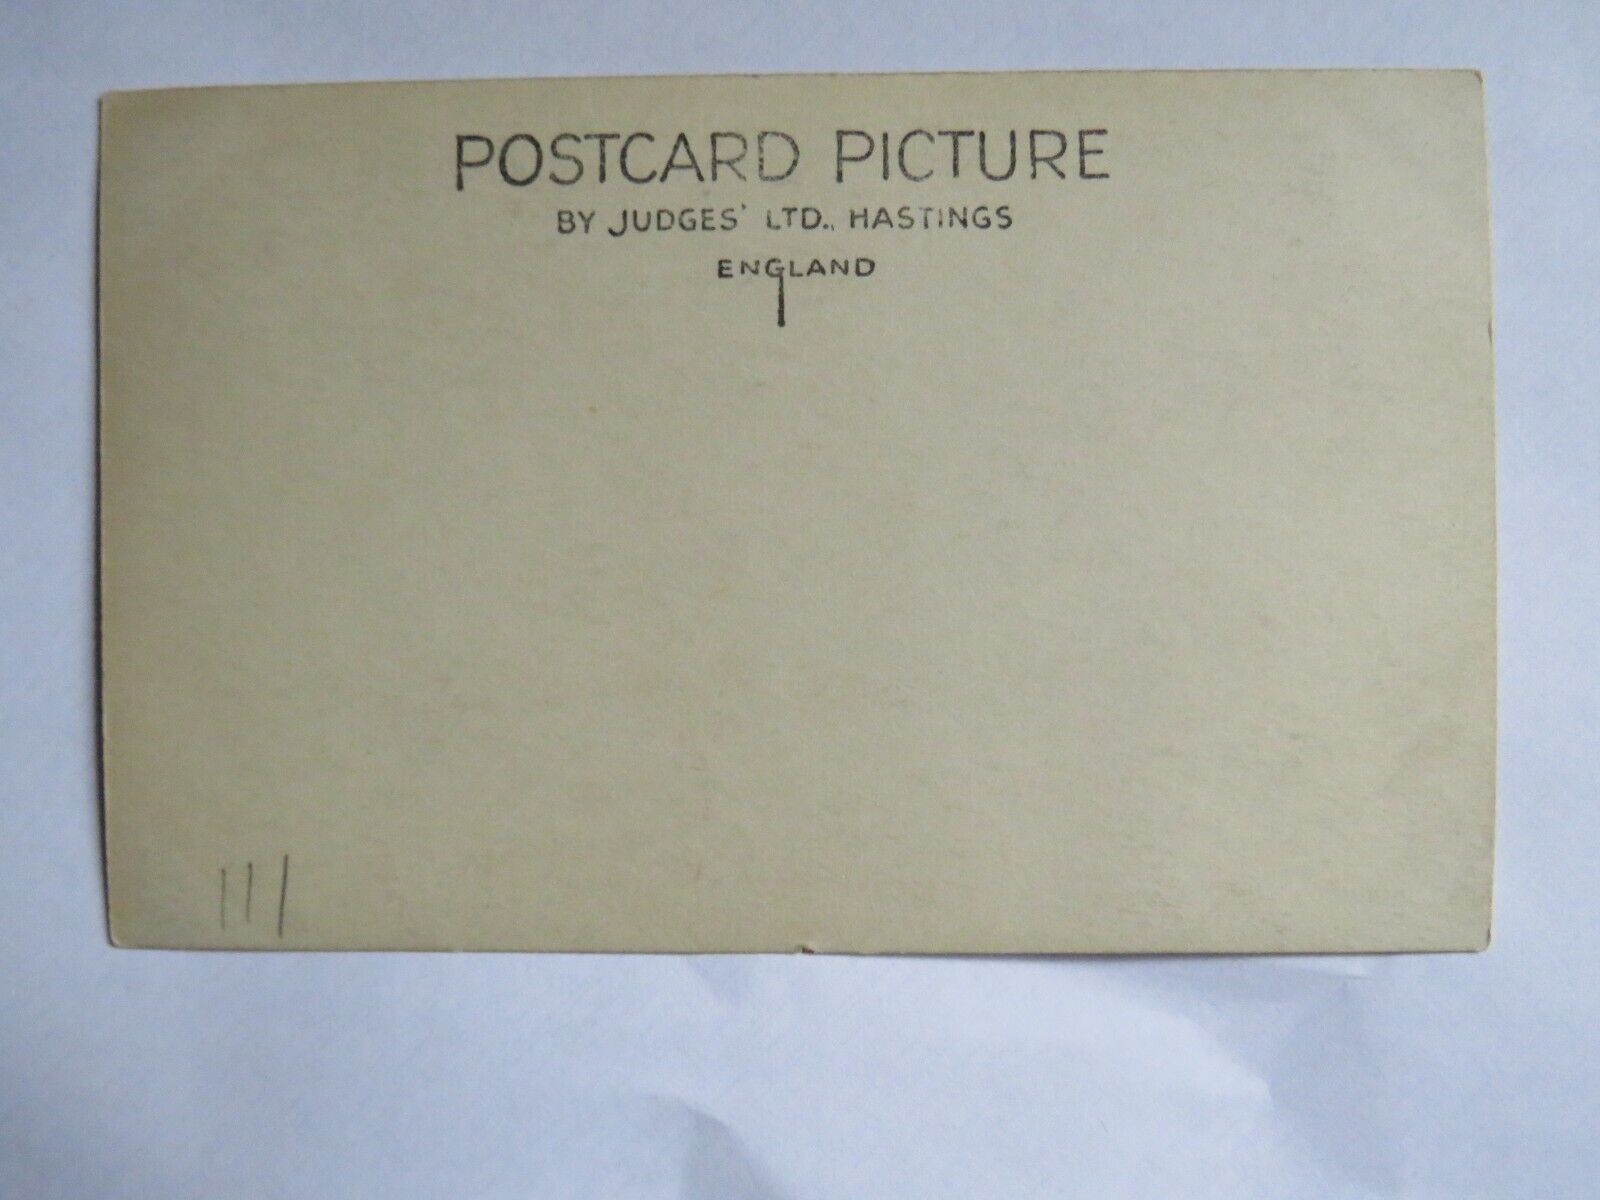 POSTCARD PICTURE
BY JUDGES' LTD., HASTINGS
ENGLAND
111